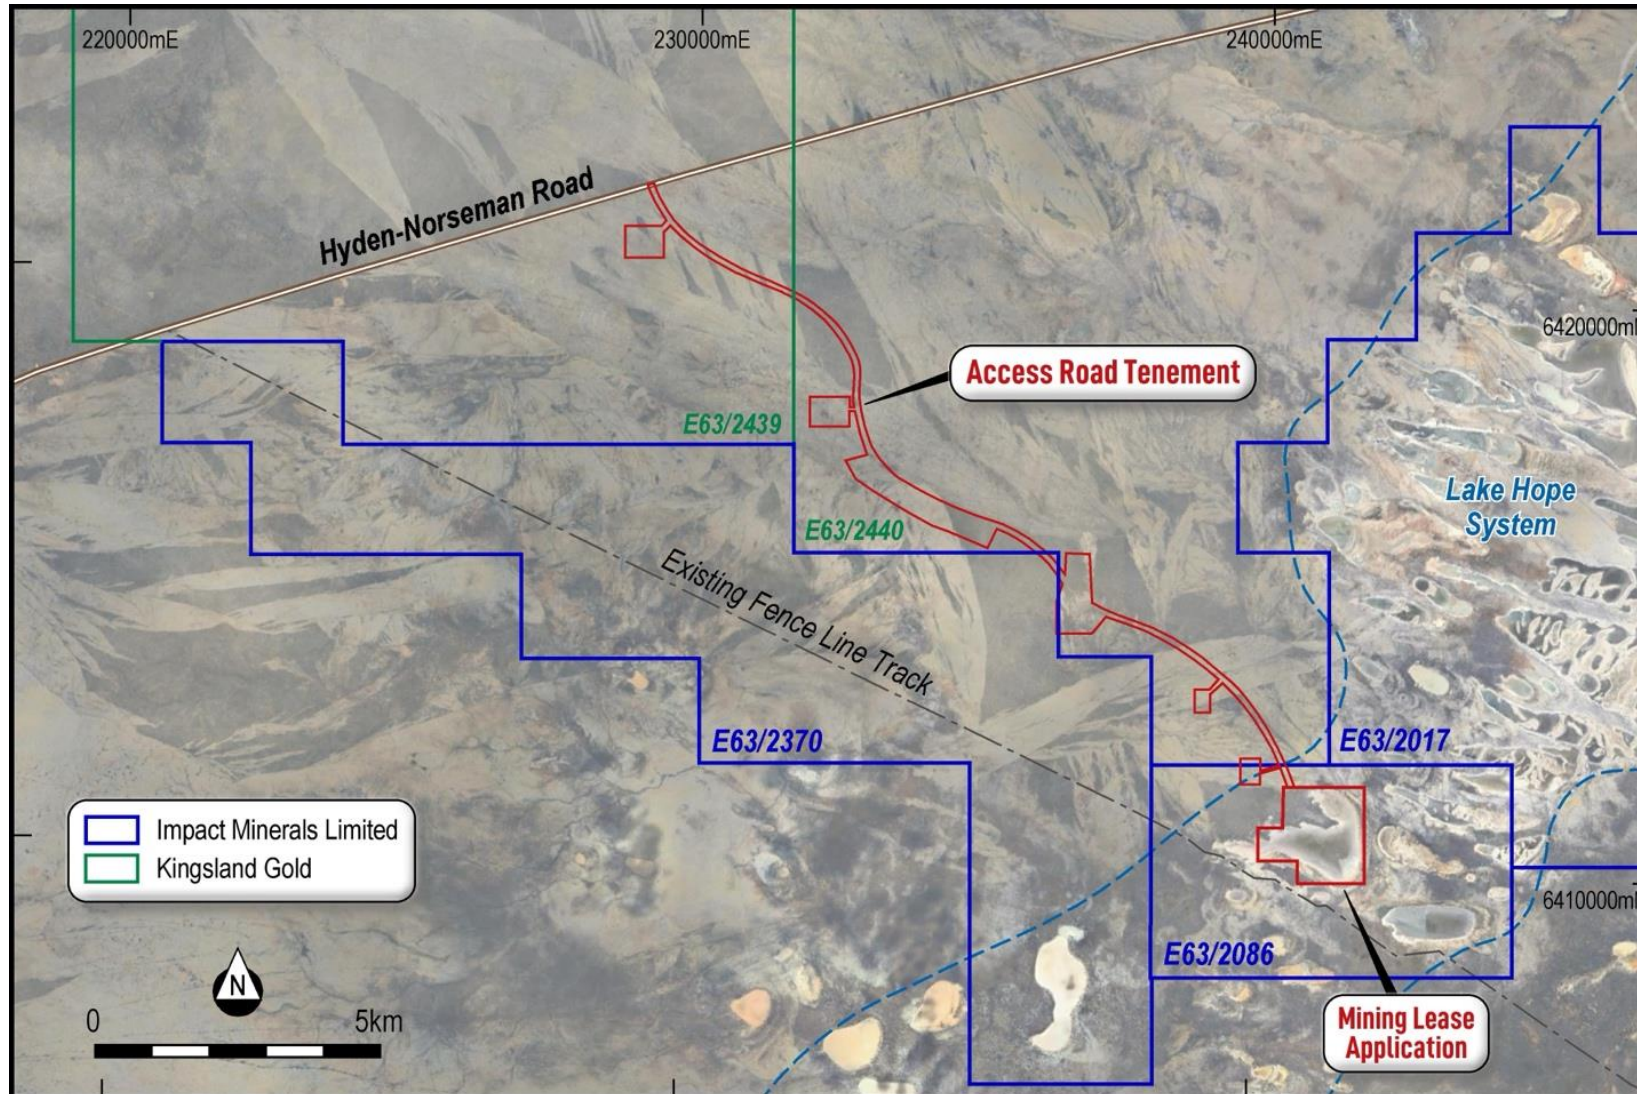 220000mE
230000mE
240000mE
Hyden-Norseman Road
6420000m
Access Road Tenement
E63/2439
Lake Hope
System
E63/2440
Existing Fence Line Track
E63/2370
E63/2017
Impact Minerals Limited
Kingsland Gold
6410000m
E63/2086
N
0
5km
Mining Lease
Application